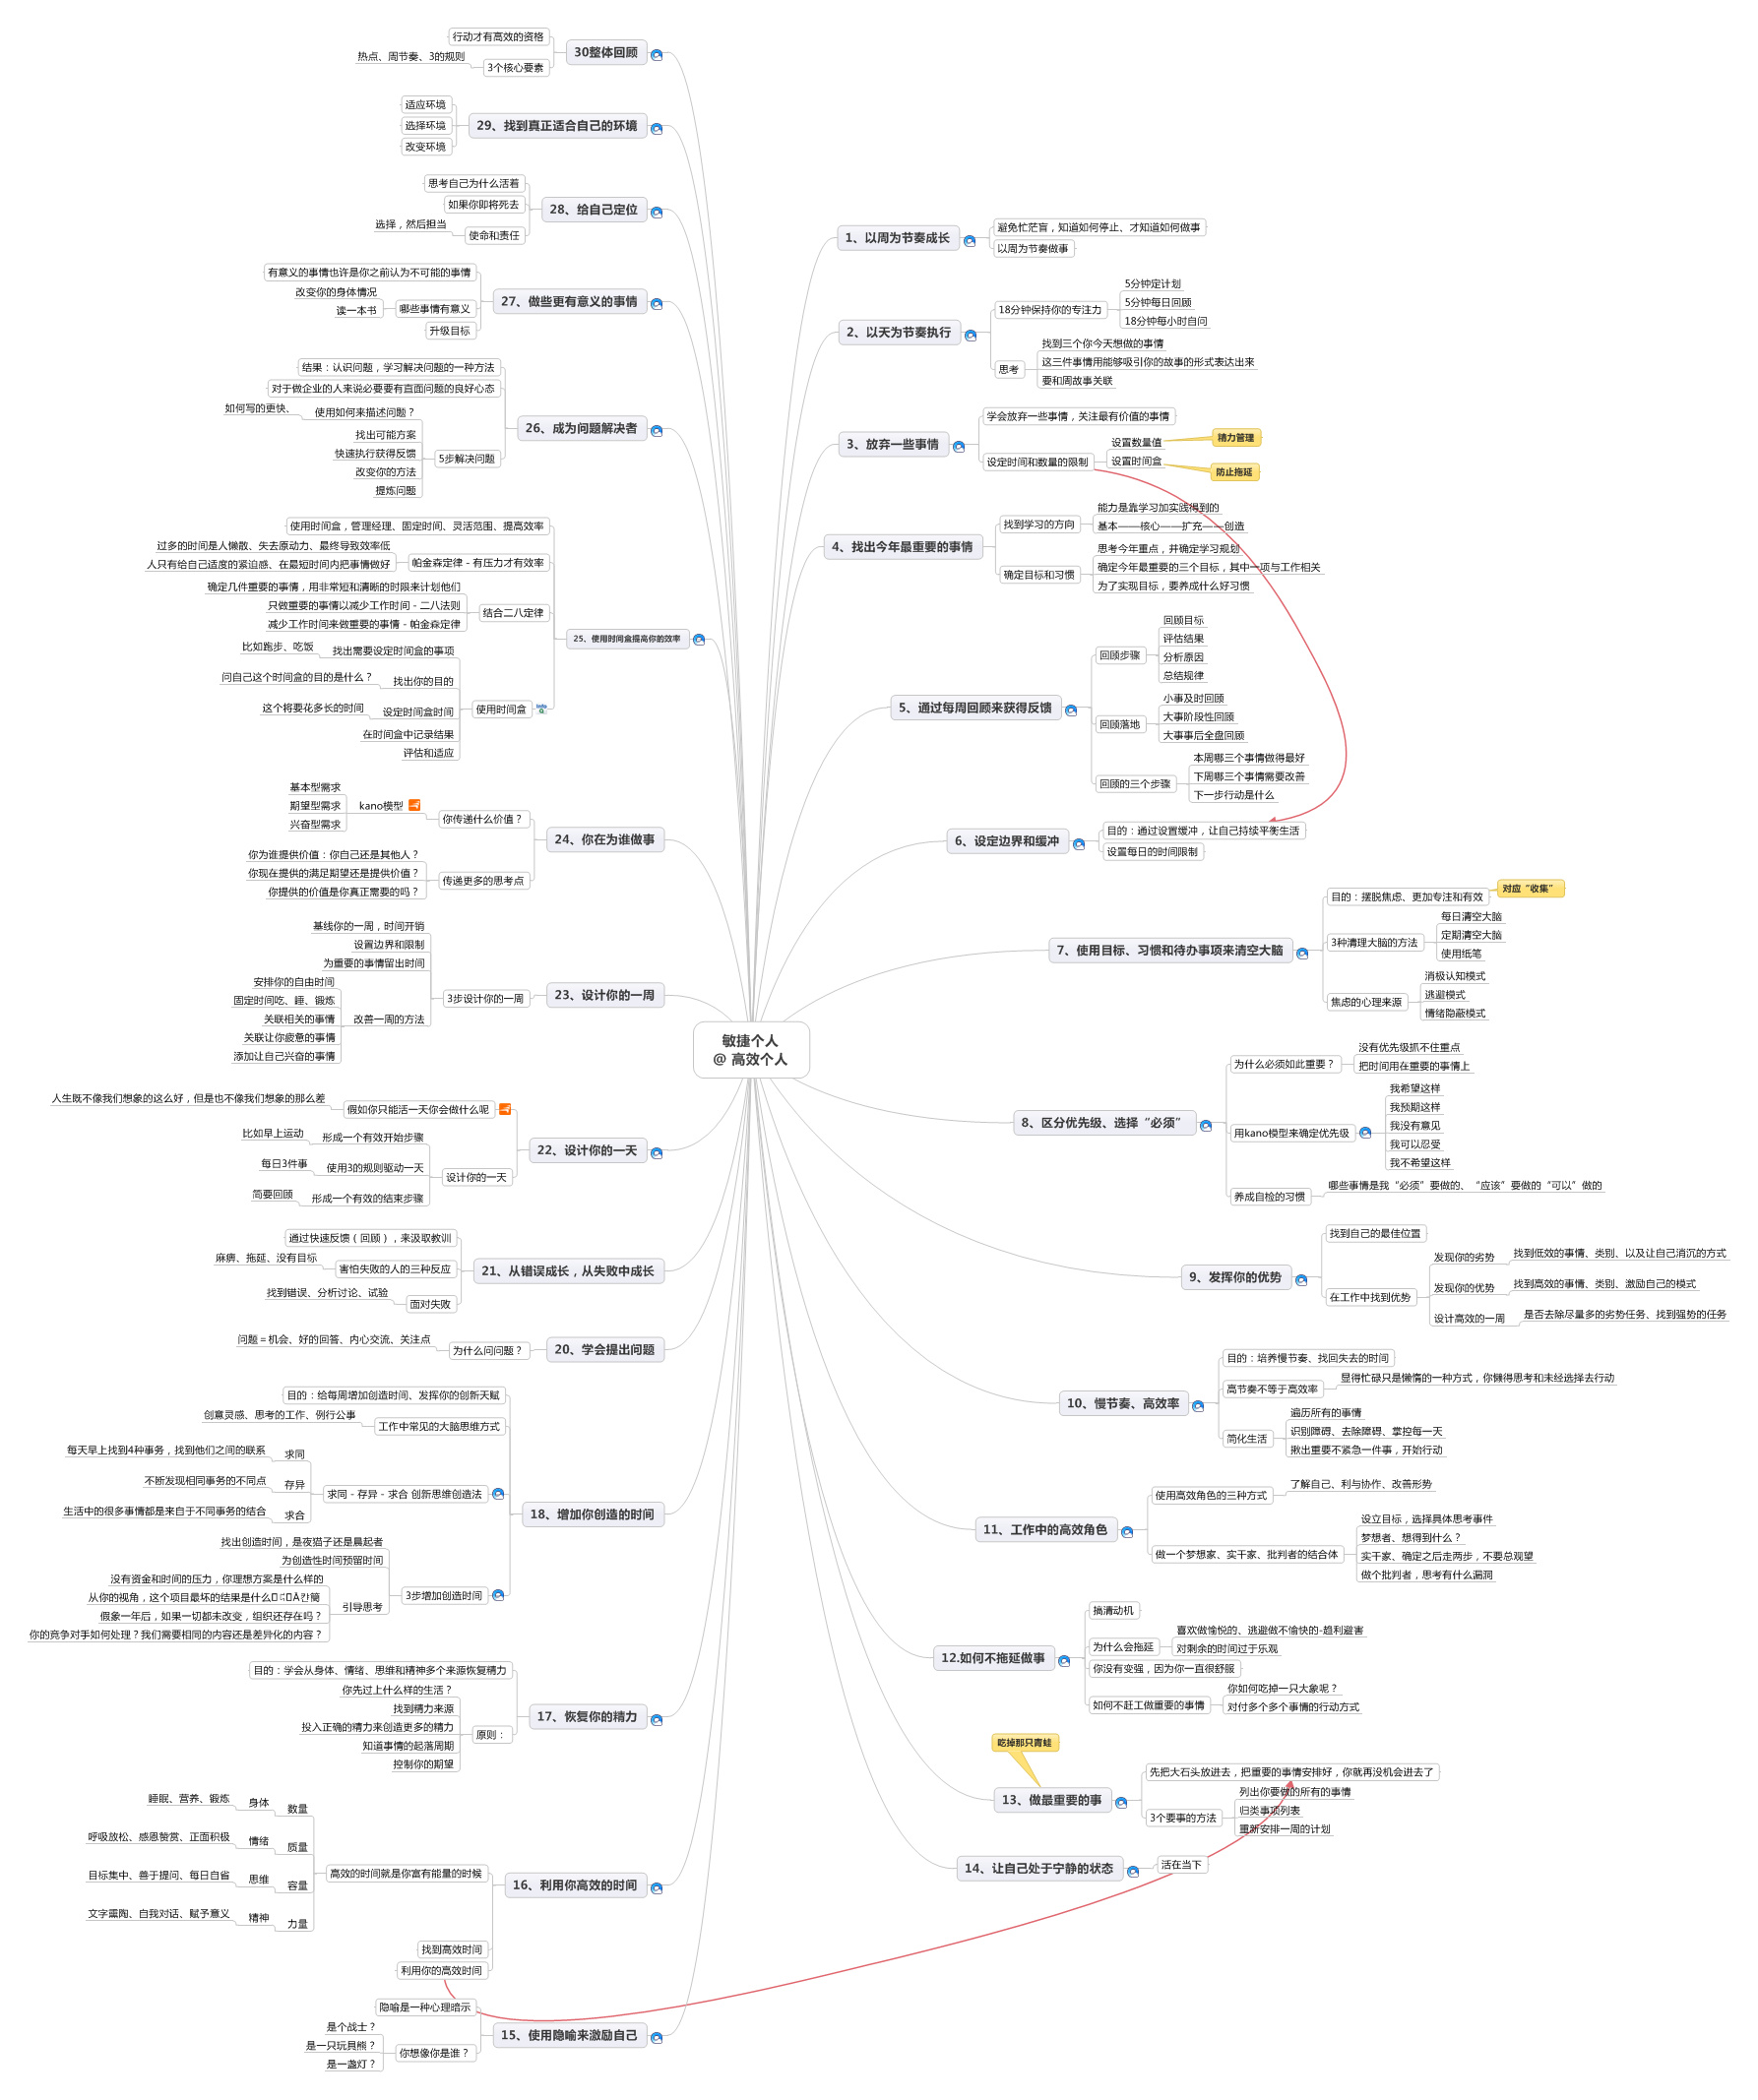 敏捷个人
@ 高效个人
1、以周为节奏成长
避免忙茫盲，知道如何停止、才知道如何做事
以周为节奏做事
2、以天为节奏执行
18分钟保持你的专注力
5分钟定计划
5分钟每日回顾
18分钟每小时自问
思考
找到三个你今天想做的事情
这三件事情用能够吸引你的故事的形式表达出来
要和周故事关联
3、放弃一些事情
学会放弃一些事情，关注最有价值的事情
设定时间和数量的限制
设置数量值
精力管理
设置时间盒
防止拖延
4、找出今年最重要的事情
找到学习的方向
能力是靠学习加实践得到的
基本——核心——扩充——创造
确定目标和习惯
思考今年重点，并确定学习规划
确定今年最重要的三个目标，其中一项与工作相关
为了实现目标，要养成什么好习惯
5、通过每周回顾来获得反馈
回顾步骤
回顾目标
评估结果
分析原因
总结规律
回顾落地
小事及时回顾
大事阶段性回顾
大事事后全盘回顾
回顾的三个步骤
本周哪三个事情做得最好
下周哪三个事情需要改善
下一步行动是什么
6、设定边界和缓冲
目的：通过设置缓冲，让自己持续平衡生活
设置每日的时间限制
7、使用目标、习惯和待办事项来清空大脑
目的：摆脱焦虑、更加专注和有效
对应“收集”
3种清理大脑的方法
每日清空大脑
定期清空大脑
使用纸笔
焦虑的心理来源
消极认知模式
逃避模式
情绪隐蔽模式
8、区分优先级、选择“必须”
为什么必须如此重要？
没有优先级抓不住重点
把时间用在重要的事情上
用kano模型来确定优先级
我希望这样
我预期这样
我没有意见
我可以忍受
我不希望这样
养成自检的习惯
哪些事情是我“必须”要做的、“应该”要做的“可以”做的
9、发挥你的优势
找到自己的最佳位置
在工作中找到优势
发现你的劣势
找到低效的事情、类别、以及让自己消沉的方式
发现你的优势
找到高效的事情、类别、激励自己的模式
设计高效的一周
是否去除尽量多的劣势任务、找到强势的任务
10、慢节奏、高效率
目的：培养慢节奏、找回失去的时间
高节奏不等于高效率
显得忙碌只是懒惰的一种方式，你懒得思考和未经选择去行动
简化生活
遍历所有的事情
识别障碍、去除障碍、掌控每一天
揪出重要不紧急一件事，开始行动
11、工作中的高效角色
使用高效角色的三种方式
了解自己、利与协作、改善形势
做一个梦想家、实干家、批判者的结合体
设立目标，选择具体思考事件
梦想者、想得到什么？
实干家、确定之后走两步，不要总观望
做个批判者，思考有什么漏洞
12.如何不拖延做事
搞清动机
为什么会拖延
喜欢做愉悦的、逃避做不愉快的-趋利避害
对剩余的时间过于乐观
你没有变强，因为你一直很舒服
如何不赶工做重要的事情
你如何吃掉一只大象呢？
对付多个多个事情的行动方式
吃掉那只青蛙
13、做最重要的事
先把大石头放进去，把重要的事情安排好，你就再没机会进去了
3个要事的方法
列出你要做的所有的事情
归类事项列表
重新安排一周的计划
14、让自己处于宁静的状态
活在当下
30整体回顾
行动才有高效的资格
3个核心要素
热点、周节奏、3的规则
29、找到真正适合自己的环境
适应环境
选择环境
改变环境
28、给自己定位
思考自己为什么活着
如果你即将死去
使命和责任
选择，然后担当
27、做些更有意义的事情
有意义的事情也许是你之前认为不可能的事情
哪些事情有意义
改变你的身体情况
读一本书
升级目标
26、成为问题解决者
结果：认识问题，学习解决问题的一种方法
对于做企业的人来说必要要有直面问题的良好心态
5步解决问题
使用如何来描述问题？
如何写的更快、
找出可能方案
快速执行获得反馈
改变你的方法
提炼问题
25、使用时间盒提高你的效率
使用时间盒，管理经理、固定时间、灵活范围、提高效率
帕金森定律 - 有压力才有效率
过多的时间是人懒散、失去原动力、最终导致效率低
人只有给自己适度的紧迫感、在最短时间内把事情做好
结合二八定律
确定几件重要的事情，用非常短和清晰的时限来计划他们
只做重要的事情以减少工作时间 - 二八法则
减少工作时间来做重要的事情 - 帕金森定律
使用时间盒
找出需要设定时间盒的事项
比如跑步、吃饭
找出你的目的
问自己这个时间盒的目的是什么？
设定时间盒时间
这个将要花多长的时间
在时间盒中记录结果
评估和适应
24、你在为谁做事
你传递什么价值？
kano模型
基本型需求
期望型需求
兴奋型需求
传递更多的思考点
你为谁提供价值：你自己还是其他人？
你现在提供的满足期望还是提供价值？
你提供的价值是你真正需要的吗？
23、设计你的一周
3步设计你的一周
基线你的一周，时间开销
设置边界和限制
为重要的事情留出时间
改善一周的方法
安排你的自由时间
固定时间吃、睡、锻炼
关联相关的事情
关联让你疲惫的事情
添加让自己兴奋的事情
22、设计你的一天
假如你只能活一天你会做什么呢
人生既不像我们想象的这么好，但是也不像我们想象的那么差
设计你的一天
形成一个有效开始步骤
比如早上运动
使用3的规则驱动一天
每日3件事
形成一个有效的结束步骤
简要回顾
21、从错误成长，从失败中成长
通过快速反馈（回顾），来汲取教训
害怕失败的人的三种反应
麻痹、拖延、没有目标
面对失败
找到错误、分析讨论、试验
20、学会提出问题
为什么问问题？
问题＝机会、好的回答、内心交流、关注点
18、增加你创造的时间
目的：给每周增加创造时间、发挥你的创新天赋
工作中常见的大脑思维方式
创意灵感、思考的工作、例行公事
求同 - 存异 - 求合 创新思维创造法
求同
每天早上找到4种事务，找到他们之间的联系
存异
不断发现相同事务的不同点
求合
生活中的很多事情都是来自于不同事务的结合
3步增加创造时间
找出创造时间，是夜猫子还是晨起者
为创造性时间预留时间
引导思考
没有资金和时间的压力，你理想方案是什么样的
从你的视角，这个项目最坏的结果是什么
假象一年后，如果一切都未改变，组织还存在吗？
你的竞争对手如何处理？我们需要相同的内容还是差异化的内容？
17、恢复你的精力
目的：学会从身体、情绪、思维和精神多个来源恢复精力
原则：
你先过上什么样的生活？
找到精力来源
投入正确的精力来创造更多的精力
知道事情的起落周期
控制你的期望
16、利用你高效的时间
高效的时间就是你富有能量的时候
数量
身体
睡眠、营养、锻炼
质量
情绪
呼吸放松、感恩赞赏、正面积极
容量
思维
目标集中、善于提问、每日自省
力量
精神
文字熏陶、自我对话、赋予意义
找到高效时间
利用你的高效时间
15、使用隐喻来激励自己
隐喻是一种心理暗示
你想像你是谁？
是个战士？
是一只玩具熊？
是一盏灯？